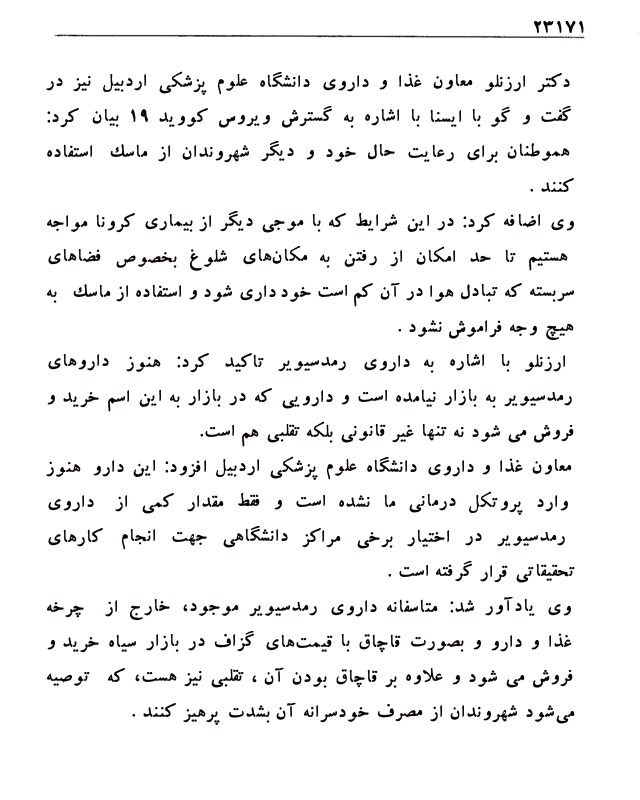 ۲۳۱۷۱
دکتر ارزنلو معاون غذا و داروی دانشگاه علوم پزشکی اردبیل نیز در
گفت و گو با ایسنا با اشاره به گسترش ویروس کووید ۱۹ بیان کرد:
هموطنان برای رعایت حال خود و دیگر شهروندان از ماسك استفاده
کنند .
وی اضافه کرد: در این شرایط که با موجی دیگر از بیماری کرونا مواجه
هستیم تا حد امکان از رفتن به مکان‌های شلوغ بخصوص فضاهای
سربسته که تبادل هوا در آن کم است خودداری شود و استفاده از ماسك به
هیچ وجه فراموش نشود .
ارزنلو با اشاره به داروی رمدسیویر تاکید کرد: هنوز داروهای
رمدسیویر به بازار نیامده است و دارویی که در بازار به این اسم خرید و
فروش می شود نه تنها غیر قانونی بلکه تقلبی هم است.
معاون غذا و داروی دانشگاه علوم پزشکی اردبیل افزود: این دارو هنوز
وارد پروتکل درمانی ما نشده است و فقط مقدار کمی از داروی
رمدسیویر در اختیار برخی مراکز دانشگاهی جهت انجام کارهای
تحقیقاتی قرار گرفته است .
وی یادآور شد: متاسفانه داروی رمدسیویر موجود، خارج از چرخه
غذا و دارو و بصورت قاچاق با قیمت‌های گزاف در بازار سیاه خرید و
فروش می شود و علاوه بر قاچاق بودن آن ، تقلبی نیز هست، که توصیه
می‌شود شهروندان از مصرف خودسرانه آن بشدت پرهیز کنند .